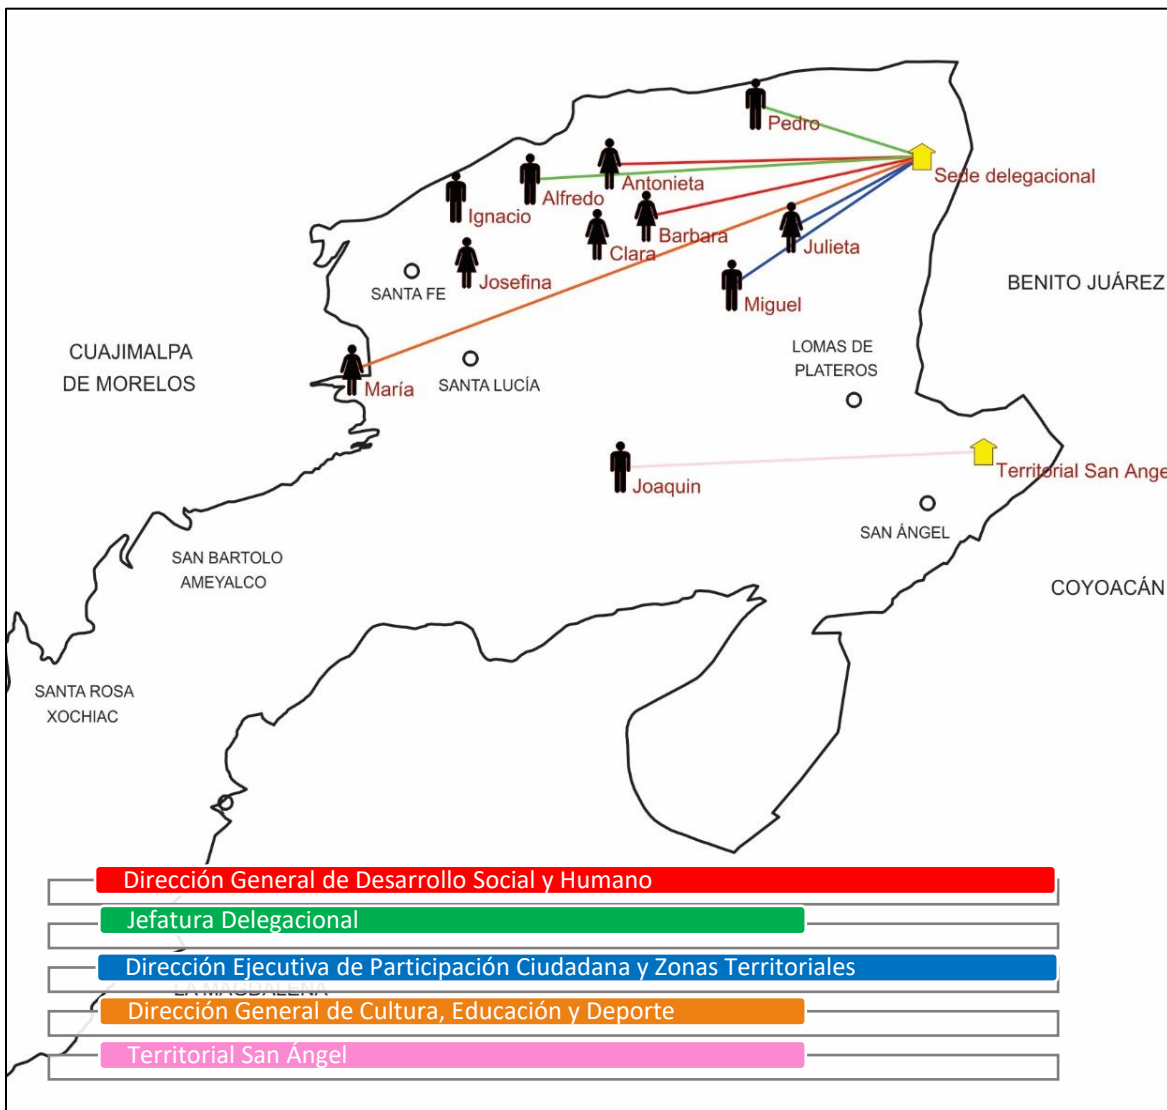 Pedro
Sede delegacional
Antonieta
Alfredo
Ignacio
Barbara
Julieta
Clara
Josefina
SANTA FE
Miguel
BENITO JUÁREZ
CUAJIMALPA
DE MORELOS
LOMAS DE
PLATEROS
María
SANTA LUCÍA
Joaquin
Territorial San Ange
SAN ÁNGEL
SAN BARTOLO
AMEYALCO
COYOACÁN
SANTA ROSA
XOCHIAC
Dirección General de Desarrollo Social y Humano
Jefatura Delegacional
Dirección Ejecutiva de Participación Ciudadana y Zonas Territoriales
LA MAGDALENA
Dirección General de Cultura, Educación y Deporte
Territorial San Ángel